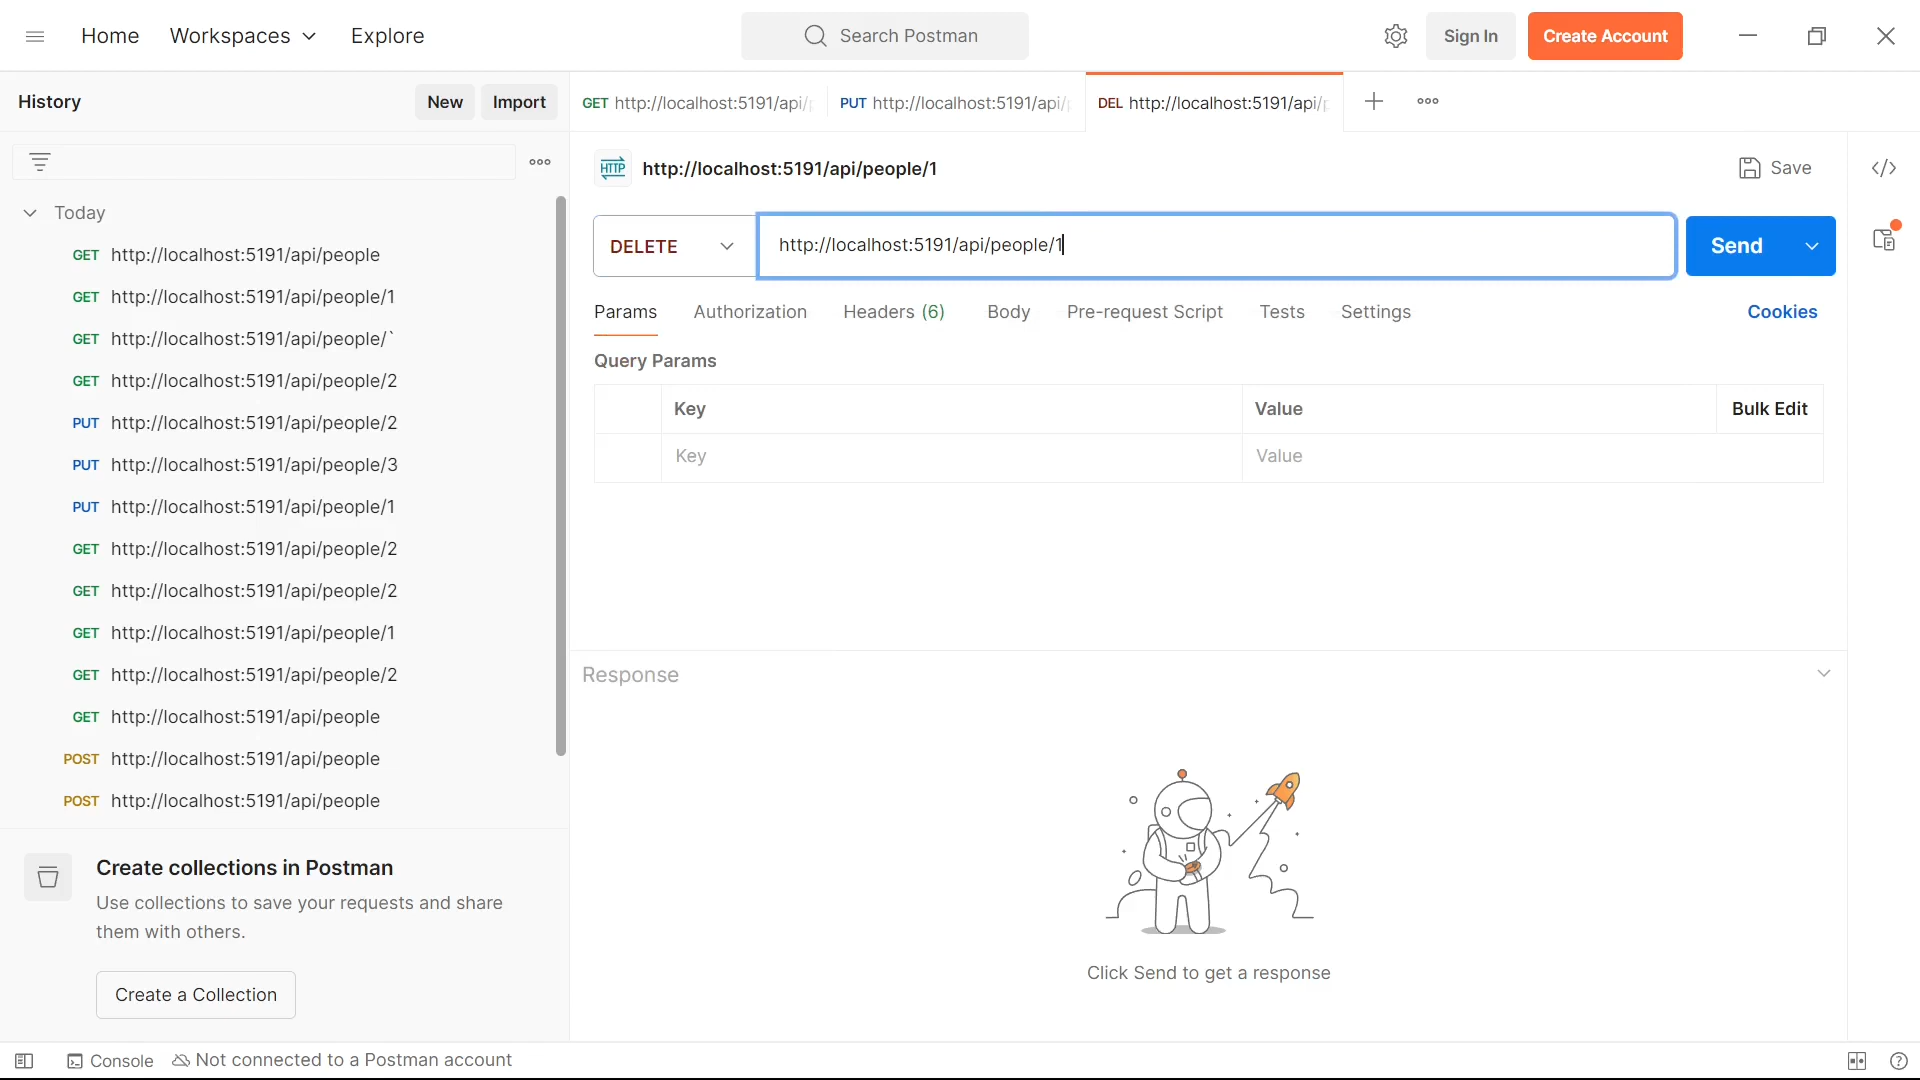 Home Workspaces Explore Search Postman Sign In Create Account
History New Import
GET http://localhost:5191/api/ PUT http://localhost:5191/api/ DEL http://localhost:5191/api/
HTTP http://localhost:5191/api/people/1 Save
DELETE http://localhost:5191/api/people/1 Send
Params Authorization Headers (6) Body Pre-request Script Tests Settings Cookies
Query Params
Key Value Bulk Edit
Key Value
Today
GET http://localhost:5191/api/people
GET http://localhost:5191/api/people/1
GET http://localhost:5191/api/people/`
GET http://localhost:5191/api/people/2
PUT http://localhost:5191/api/people/2
PUT http://localhost:5191/api/people/3
PUT http://localhost:5191/api/people/1
GET http://localhost:5191/api/people/2
GET http://localhost:5191/api/people/2
GET http://localhost:5191/api/people/1
GET http://localhost:5191/api/people/2
GET http://localhost:5191/api/people
POST http://localhost:5191/api/people
POST http://localhost:5191/api/people
Response
Click Send to get a response
Create collections in Postman
Use collections to save your requests and share
them with others.
Create a Collection
Console Not connected to a Postman account